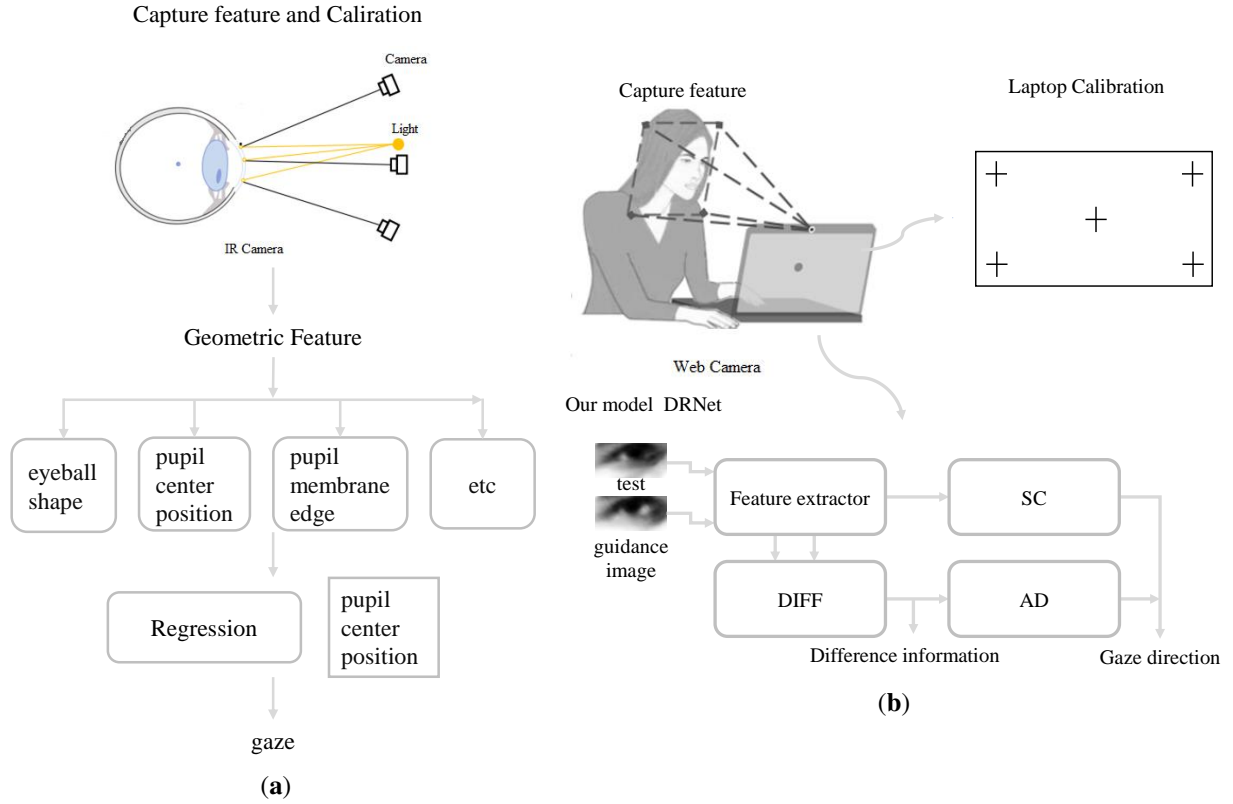 Capture feature and Caliration
Camera
Light
IR Camera
Geometric Feature
eyeball
shape
pupil
center
position
pupil
membrane
edge
etc
Regression
pupil
center
position
gaze
(a)
Capture feature
Laptop Calibration
Web Camera
Our model DRNet
test
guidance
image
Feature extractor
SC
DIFF
AD
Difference information
Gaze direction
(b)